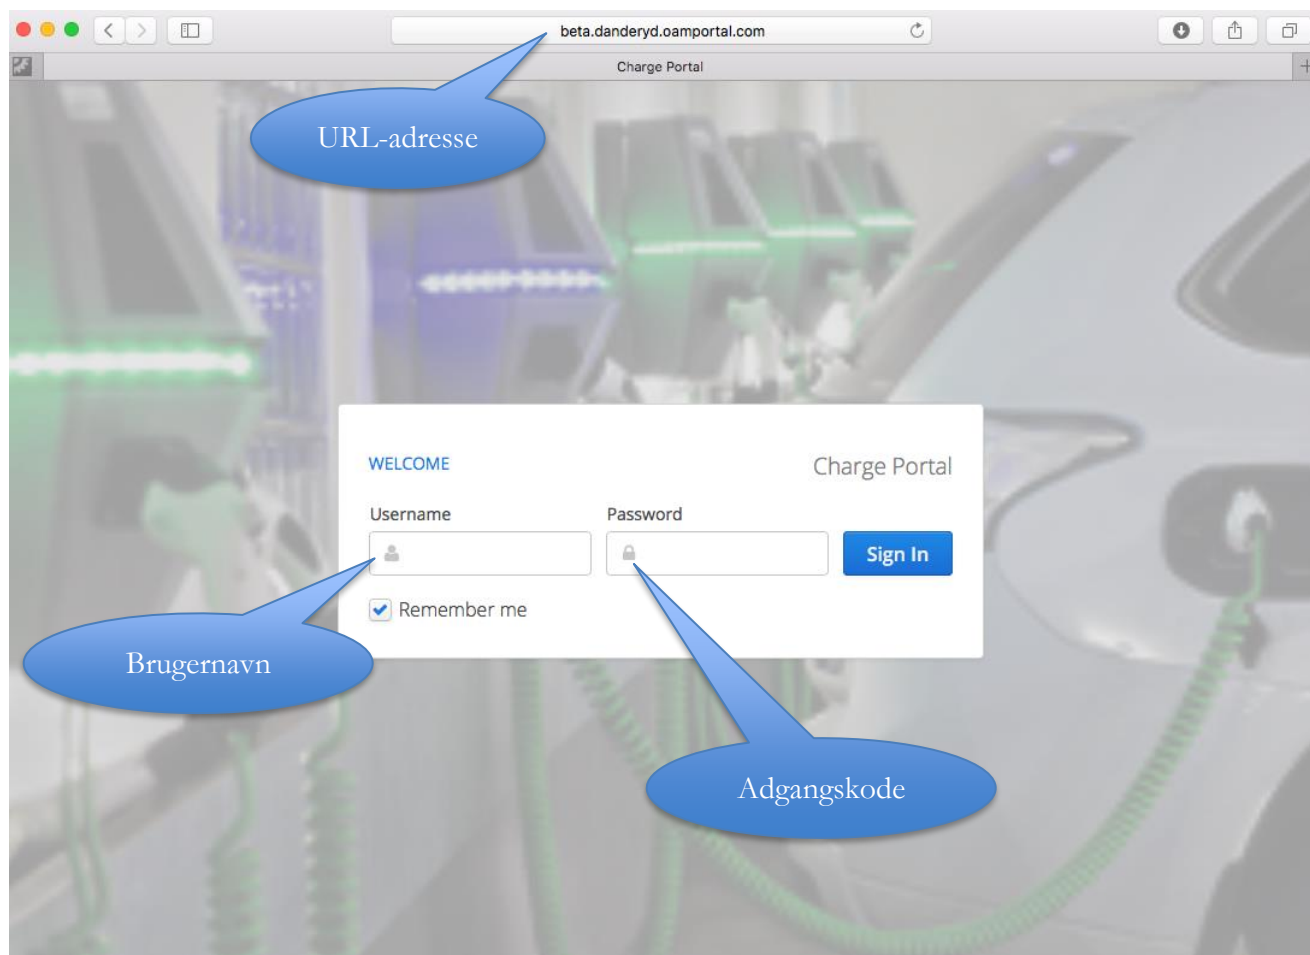 beta.danderyd.oamportal.com
Charge Portal
URL-adresse
WELCOME
Charge Portal
Username
Password
Sign In
Remember me
Brugernavn
Adgangskode